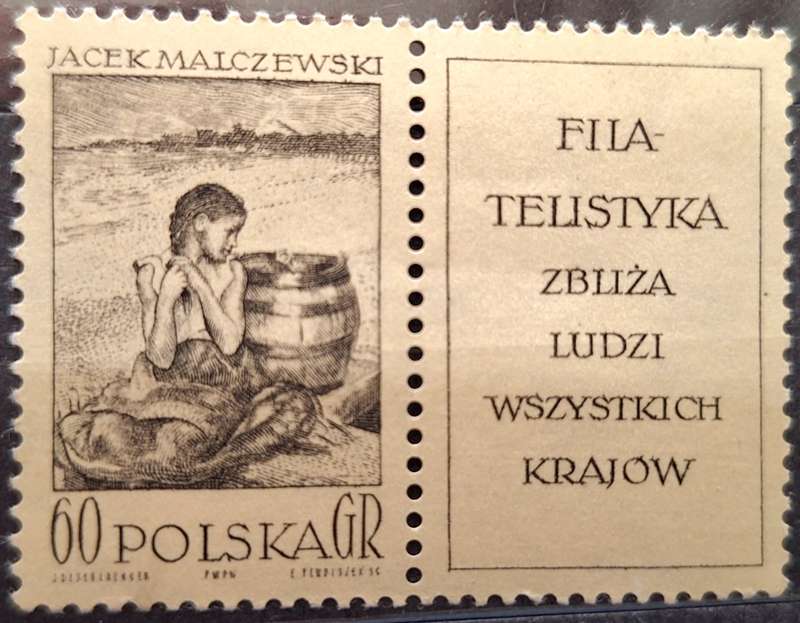 JACEK MALCZEWSKI
60 POLSKA GR
PWPW
FILA-
TELISTYKA
ZBLIŻA
LUDZI
WSZYSTKICH
KRAJÓW